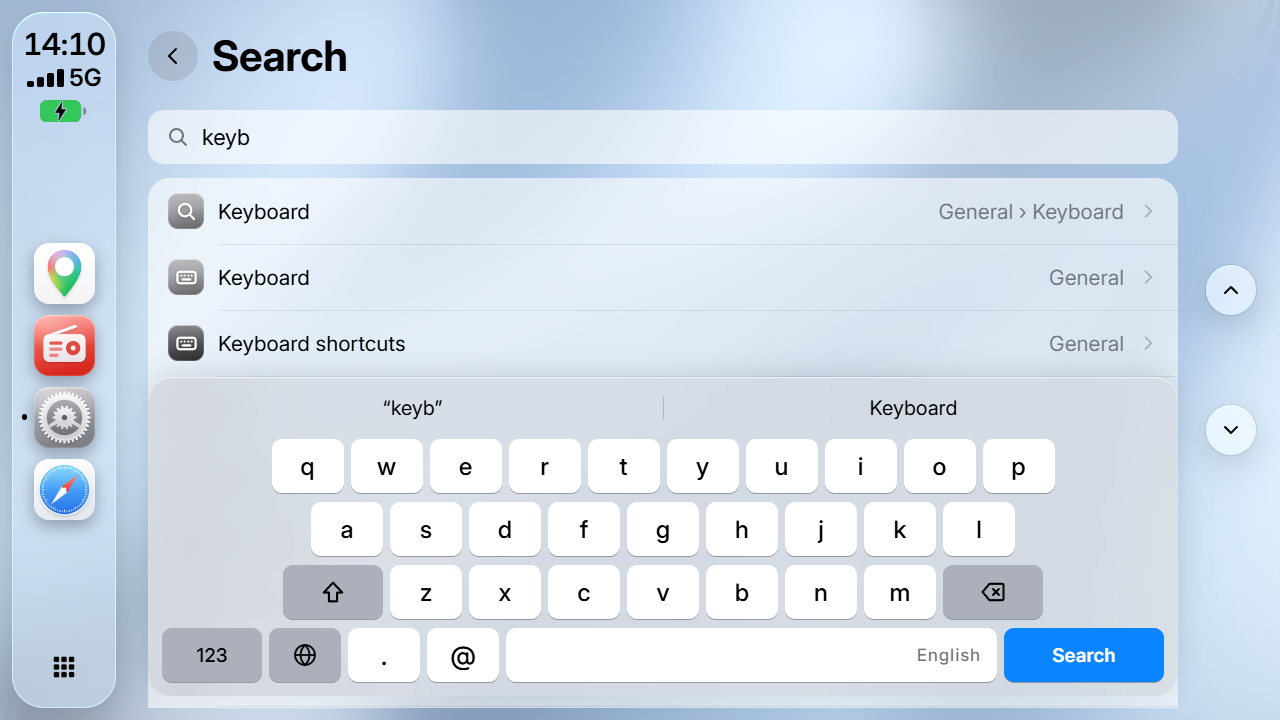 14:10
5G
Search
keyb
Keyboard
General › Keyboard
Keyboard
General
Keyboard shortcuts
General
“keyb”
Keyboard
q w e r t y u i o p
a s d f g h j k l
z x c v b n m
123 . @ English Search